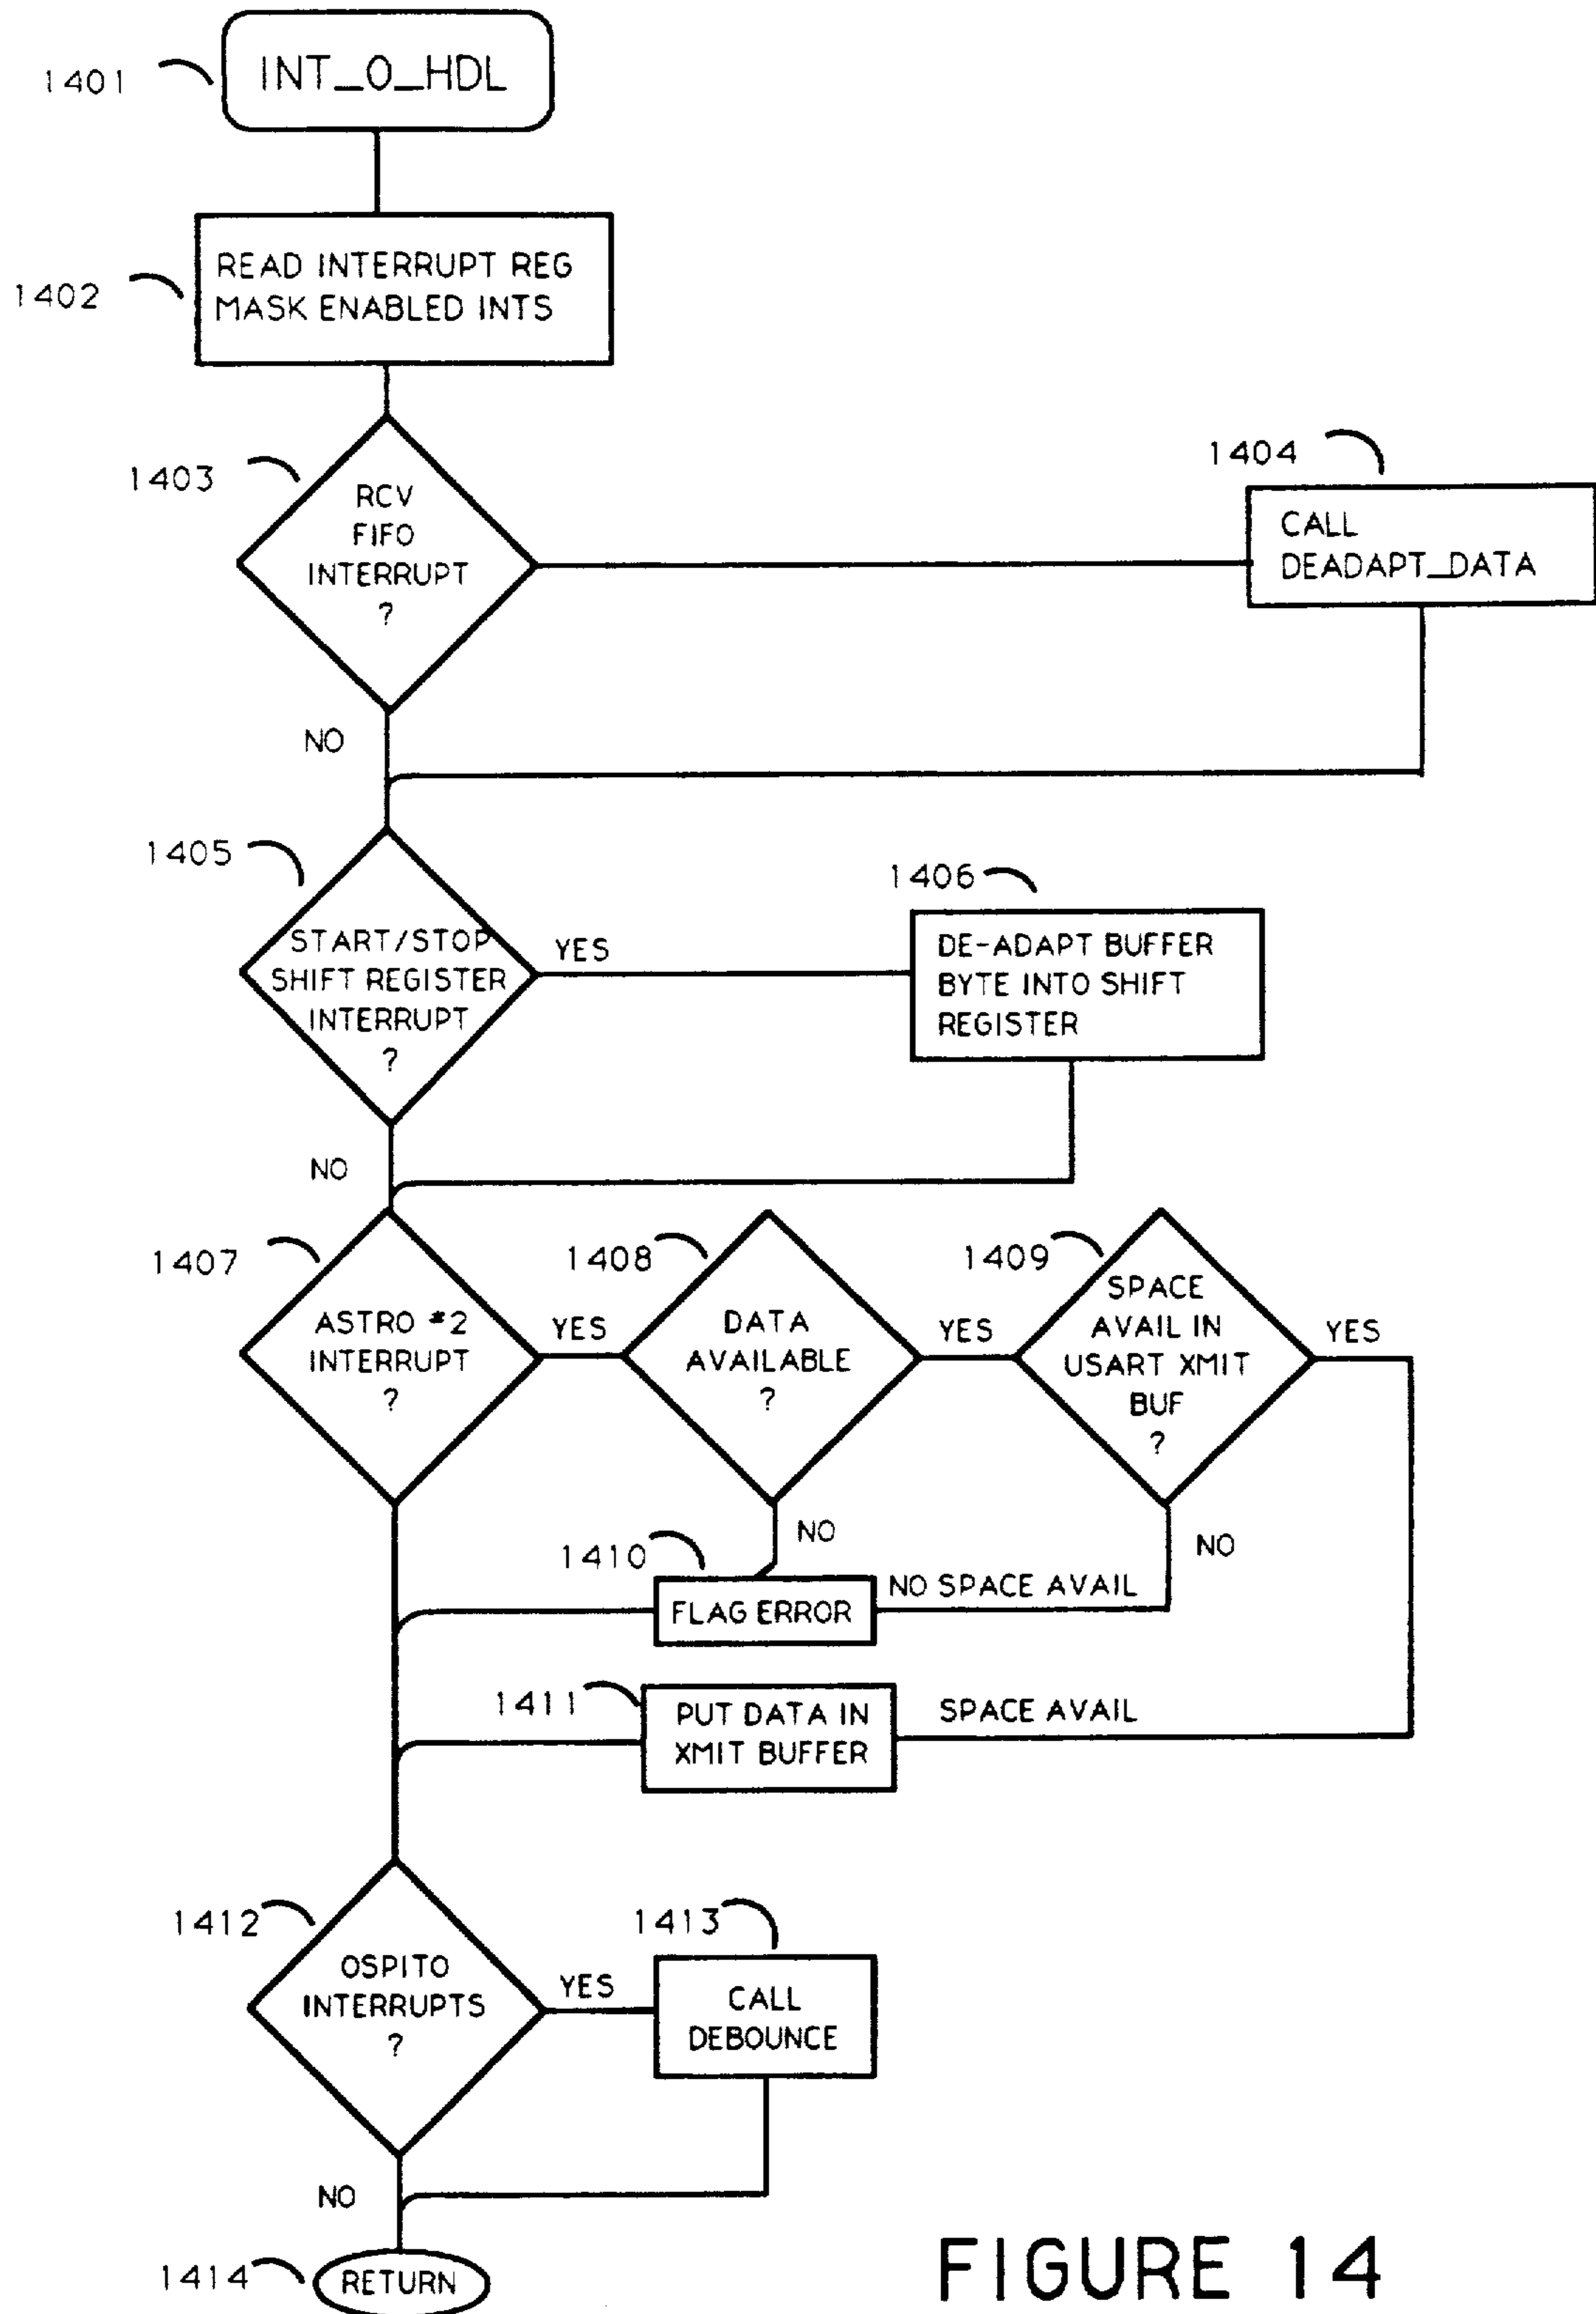 1401
INT_0_HDL
1402
READ INTERRUPT REG
MASK ENABLED INTS
1403
RCV
FIFO
INTERRUPT
?
1404
CALL
DEADAPT_DATA
NO
1405
START/STOP
SHIFT REGISTER
INTERRUPT
?
YES
1406
DE-ADAPT BUFFER
BYTE INTO SHIFT
REGISTER
NO
1407
ASTRO #2
INTERRUPT
?
YES
1408
DATA
AVAILABLE
?
YES
1409
SPACE
AVAIL IN
USART XMIT
BUF
?
YES
NO
NO
1410
FLAG ERROR
NO SPACE AVAIL
1411
PUT DATA IN
XMIT BUFFER
SPACE AVAIL
1412
OSPITO
INTERRUPTS
?
YES
1413
CALL
DEBOUNCE
NO
1414
RETURN
FIGURE 14